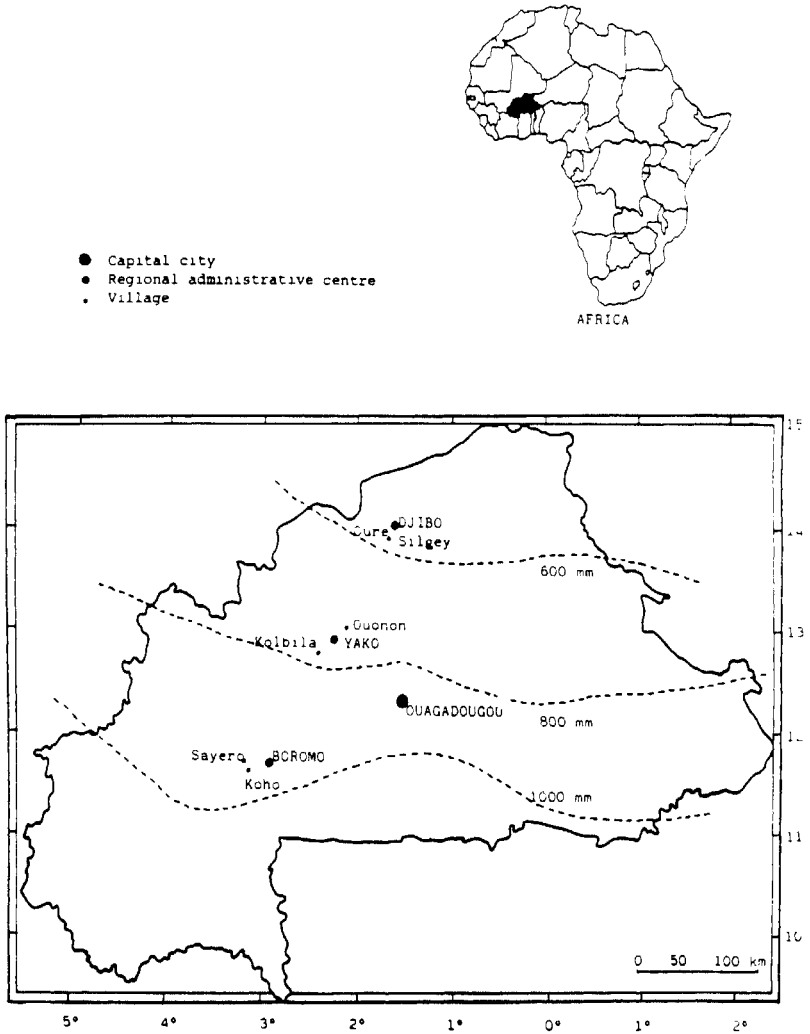 Capital city
Regional administrative centre
Village
AFRICA
15
DJIBO
Oure
Silgey
600 mm
Ouonon
13
Kolbila
YAKO
OUAGADOUGOU
800 mm
12
Sayero
BOROMO
Koho
1000 mm
11
10
0 50 100 km
5° 4° 3° 2° 1° 0° 1° 2°